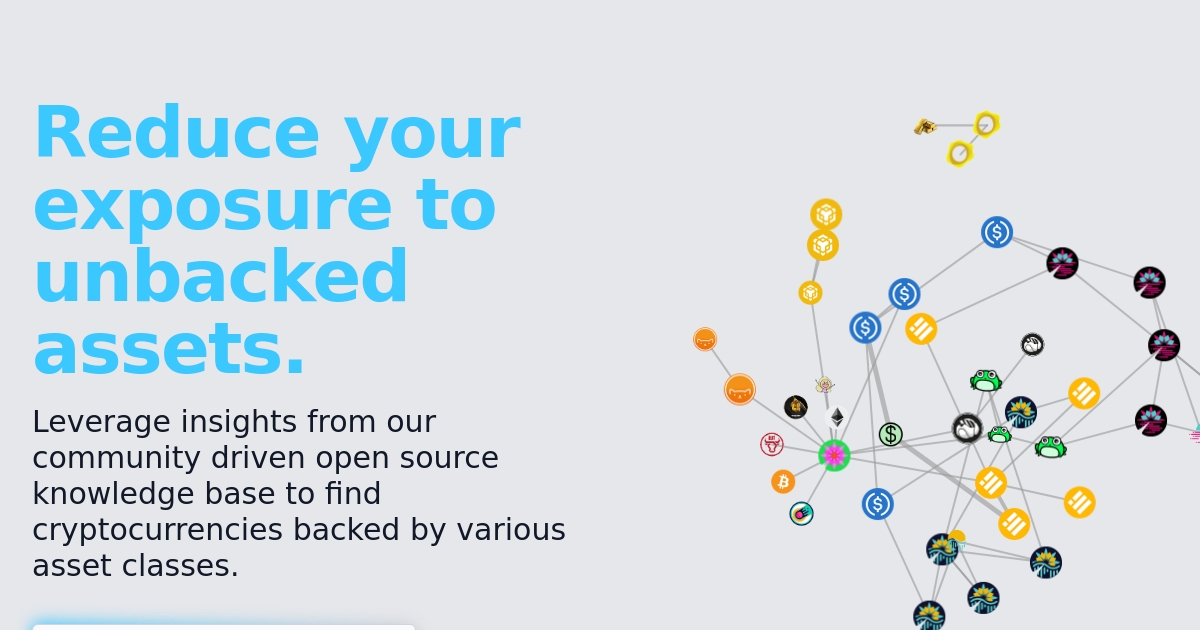 Reduce your
exposure to
unbacked
assets.
Leverage insights from our
community driven open source
knowledge base to find
cryptocurrencies backed by various
asset classes.